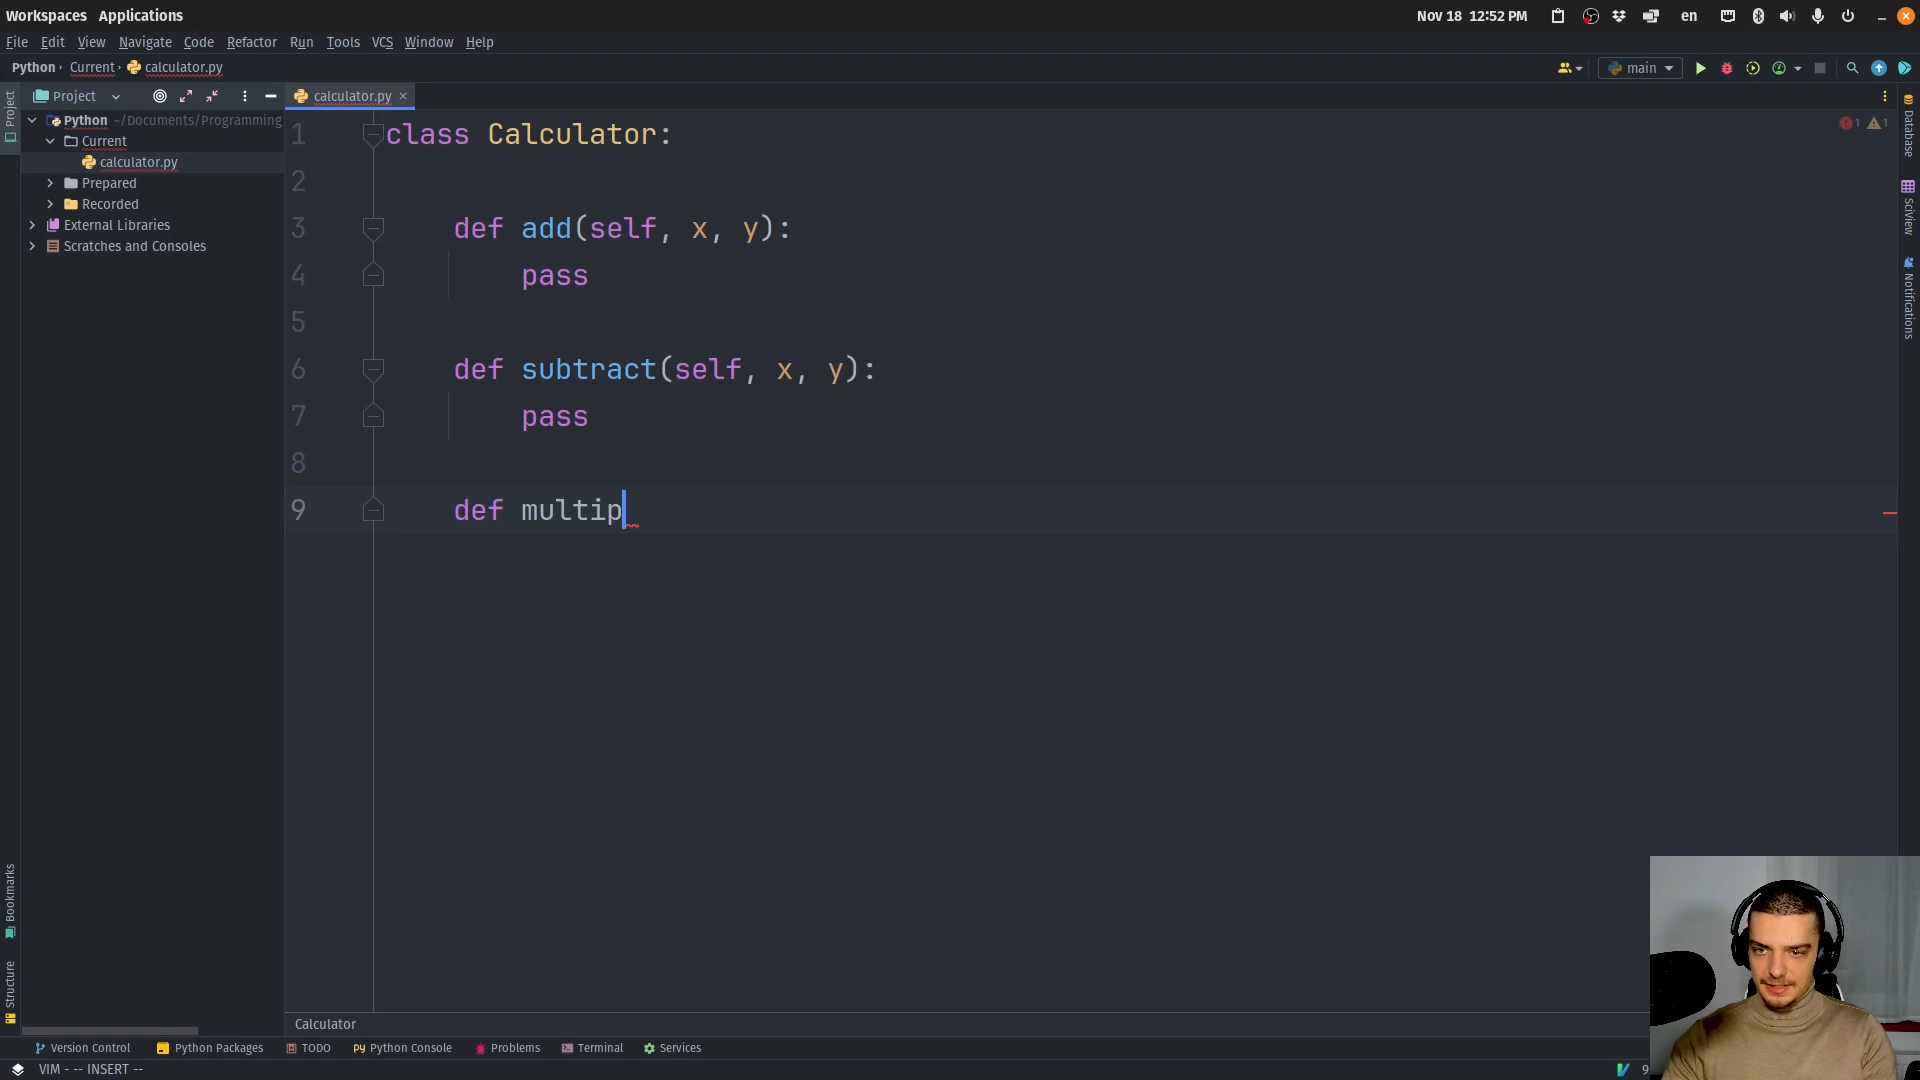 Workspaces Applications Nov 18 12:52 PM en
File Edit View Navigate Code Refactor Run Tools VCS Window Help
Python › Current › calculator.py main
Project calculator.py
Python ~/Documents/Programming
Current
calculator.py
Prepared
Recorded
External Libraries
Scratches and Consoles
1 class Calculator: 1 1
2
3 def add(self, x, y):
4 pass
5
6 def subtract(self, x, y):
7 pass
8
9 def multip
Project
Bookmarks
Structure
Database
SciView
Notifications
Calculator
Version Control Python Packages TODO Python Console Problems Terminal Services
VIM - -- INSERT -- 9